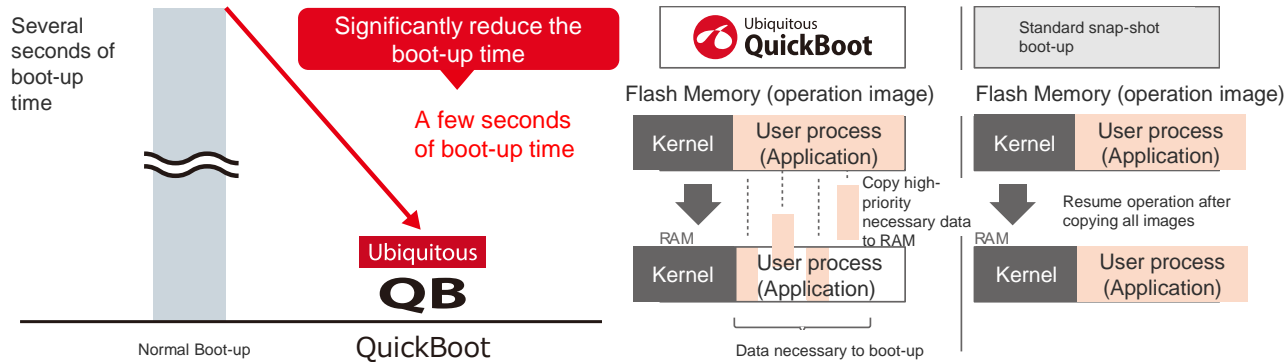 Several
seconds of
boot-up
time
Significantly reduce the
boot-up time
A few seconds
of boot-up time
Ubiquitous
QB
Normal Boot-up
QuickBoot
Ubiquitous
QuickBoot
Flash Memory (operation image)
Kernel
User process
(Application)
Copy high-
priority
necessary data
to RAM
RAM
Kernel
User process
(Application)
Data necessary to boot-up
Standard snap-shot
boot-up
Flash Memory (operation image)
Kernel
User process
(Application)
Resume operation after
copying all images
RAM
Kernel
User process
(Application)